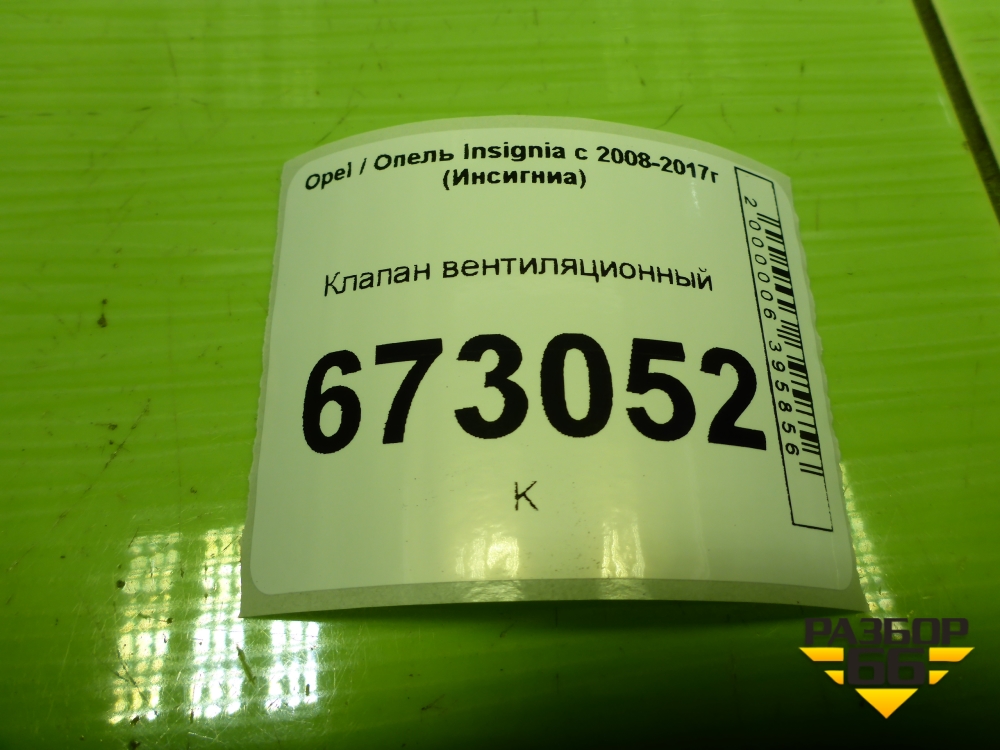 Opel / Опель Insignia с 2008-2017г
(Инсигниа)
Клапан вентиляционный
673052
К
2000006395856
РАЗБОР
66